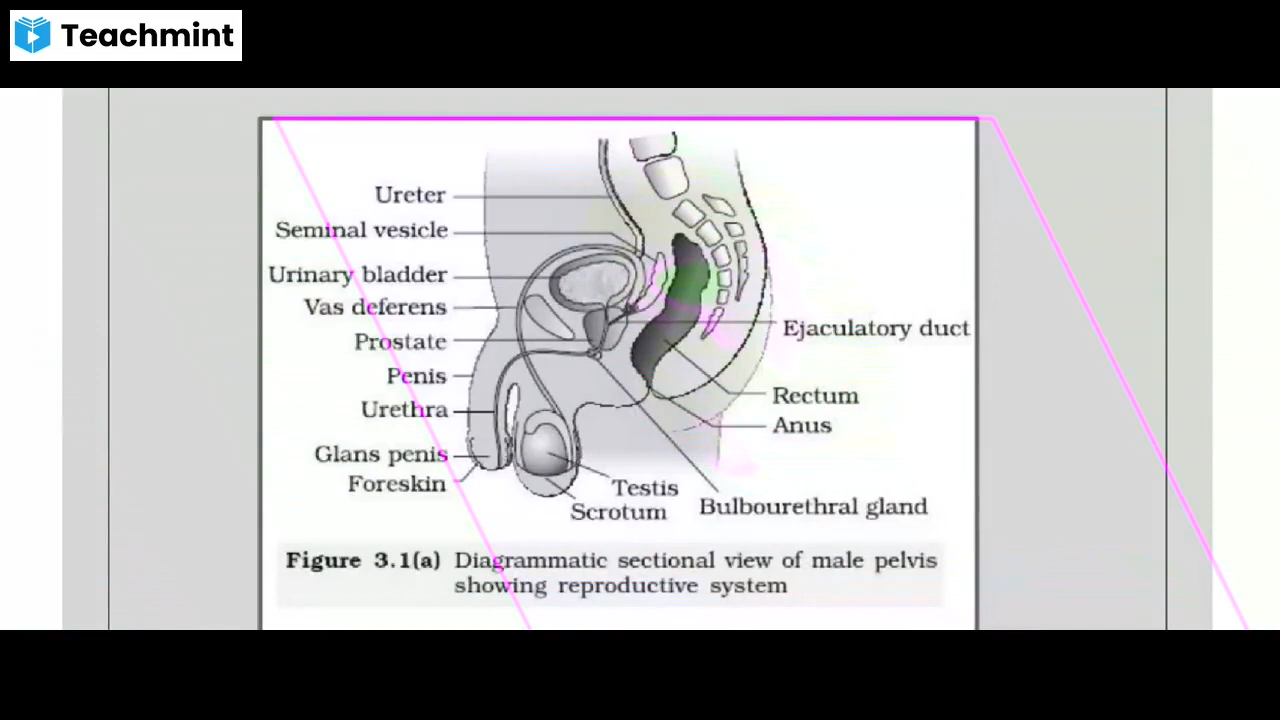 Teachmint
Ureter
Seminal vesicle
Urinary bladder
Vas deferens
Prostate
Penis
Urethra
Glans penis
Foreskin
Ejaculatory duct
Rectum
Anus
Testis
Scrotum
Bulbourethral gland
Figure 3.1(a) Diagrammatic sectional view of male pelvis
showing reproductive system